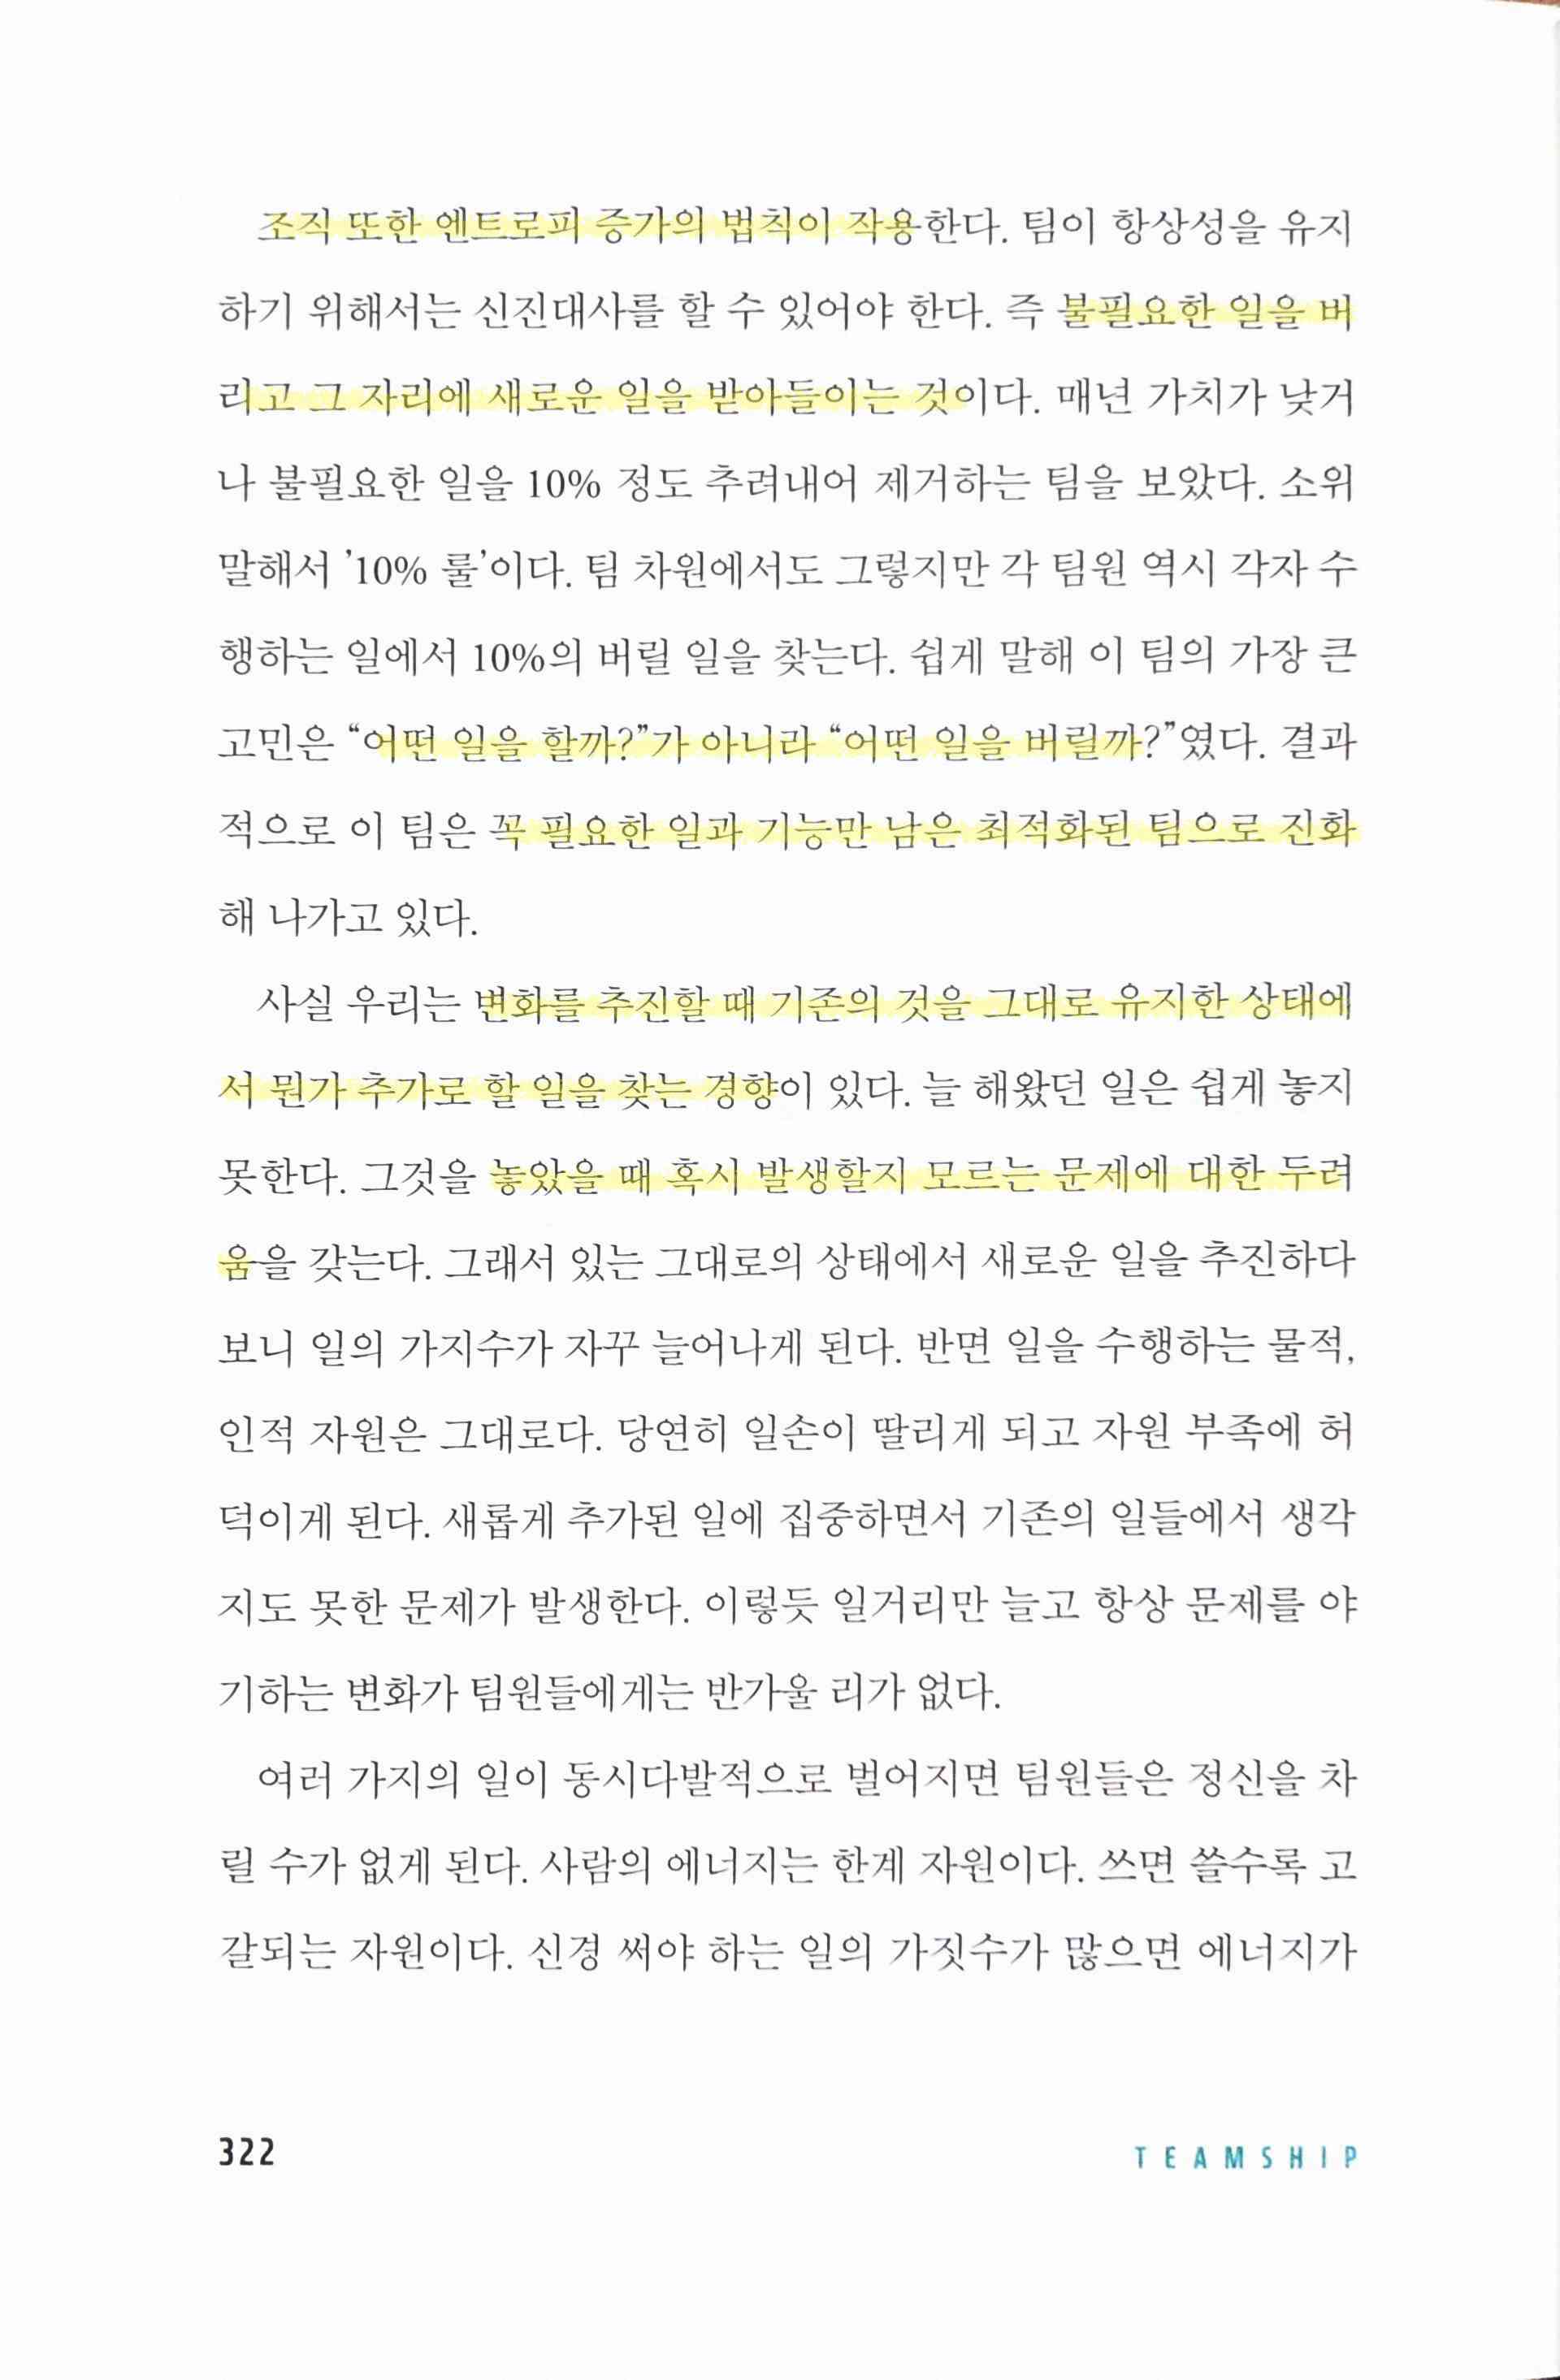 조직 또한 엔트로피 증가의 법칙이 작용한다. 팀이 항상성을 유지
하기 위해서는 신진대사를 할 수 있어야 한다. 즉 불필요한 일을 버
리고 그 자리에 새로운 일을 받아들이는 것이다. 매년 가치가 낮거
나 불필요한 일을 10% 정도 추려내어 제거하는 팀을 보았다. 소위
말해서 '10% 룰'이다. 팀 차원에서도 그렇지만 각 팀원 역시 각자 수
행하는 일에서 10%의 버릴 일을 찾는다. 쉽게 말해 이 팀의 가장 큰
고민은 “어떤 일을 할까?”가 아니라 “어떤 일을 버릴까?”였다. 결과
적으로 이 팀은 꼭 필요한 일과 기능만 남은 최적화된 팀으로 진화
해 나가고 있다.
사실 우리는 변화를 추진할 때 기존의 것을 그대로 유지한 상태에
서 뭔가 추가로 할 일을 찾는 경향이 있다. 늘 해왔던 일은 쉽게 놓지
못한다. 그것을 놓았을 때 혹시 발생할지 모르는 문제에 대한 두려
움을 갖는다. 그래서 있는 그대로의 상태에서 새로운 일을 추진하다
보니 일의 가지수가 자꾸 늘어나게 된다. 반면 일을 수행하는 물적,
인적 자원은 그대로다. 당연히 일손이 딸리게 되고 자원 부족에 허
덕이게 된다. 새롭게 추가된 일에 집중하면서 기존의 일들에서 생각
지도 못한 문제가 발생한다. 이렇듯 일거리만 늘고 항상 문제를 야
기하는 변화가 팀원들에게는 반가울 리가 없다.
여러 가지의 일이 동시다발적으로 벌어지면 팀원들은 정신을 차
릴 수가 없게 된다. 사람의 에너지는 한계 자원이다. 쓰면 쓸수록 고
갈되는 자원이다. 신경 써야 하는 일의 가짓수가 많으면 에너지가
322
TEAMSHIP